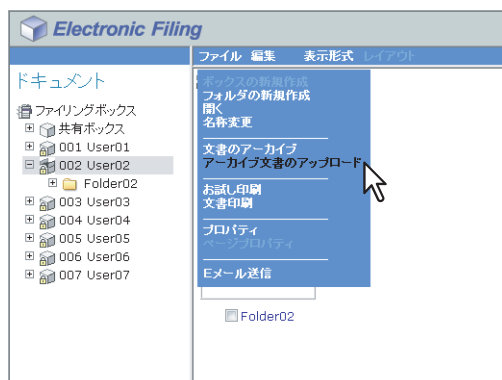 Electronic Filing
ファイル 編集 表示形式 レイアウト
ドキュメント
ファイリングボックス
共有ボックス
001 User01
002 User02
Folder02
003 User03
004 User04
005 User05
006 User06
007 User07
ボックスの新規作成
フォルダの新規作成
開く
名称変更
文書のアーカイブ
アーカイブ文書のアップロード
お試し印刷
文書印刷
プロパティ
ページプロパティ
Eメール送信
Folder02